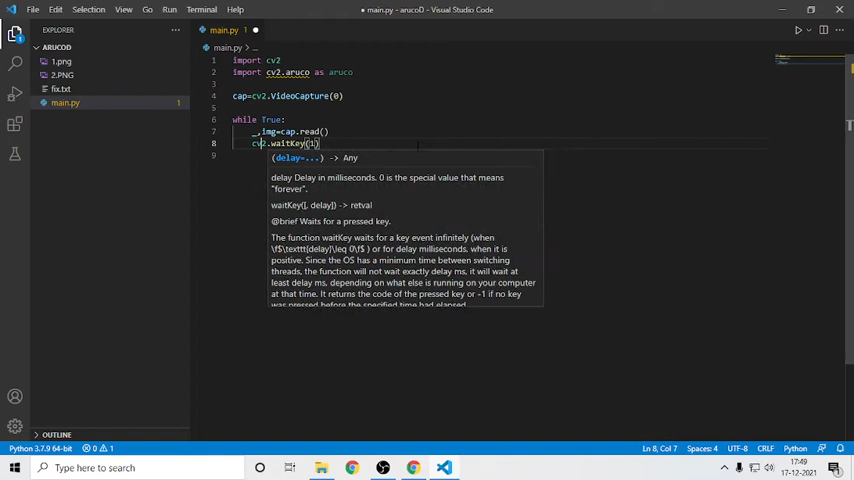 File Edit Selection View Go Run Terminal Help
● main.py - arucoD - Visual Studio Code
EXPLORER
main.py 1 ●
ARUCOD
1.png
2.PNG
fix.txt
main.py 1
main.py > ...
1 import cv2
2 import cv2.aruco as aruco
3
4 cap=cv2.VideoCapture(0)
5
6 while True:
7 _,img=cap.read()
8 cv2.waitKey(1)
9
(delay=...) -> Any
delay Delay in milliseconds. 0 is the special value that means
"forever".
waitKey([, delay]) -> retval
@brief Waits for a pressed key.
The function waitKey waits for a key event infinitely (when
\f$\texttt{delay}\leq 0\f$ ) or for delay milliseconds, when it is
positive. Since the OS has a minimum time between switching
threads, the function will not wait exactly delay ms, it will wait at
least delay ms, depending on what else is running on your computer
at that time. It returns the code of the pressed key or -1 if no key
was pressed before the specified time had elapsed.
OUTLINE
Python 3.7.9 64-bit 0 1 Ln 8, Col 7 Spaces: 4 UTF-8 CRLF Python
Type here to search
17:49
17-12-2021